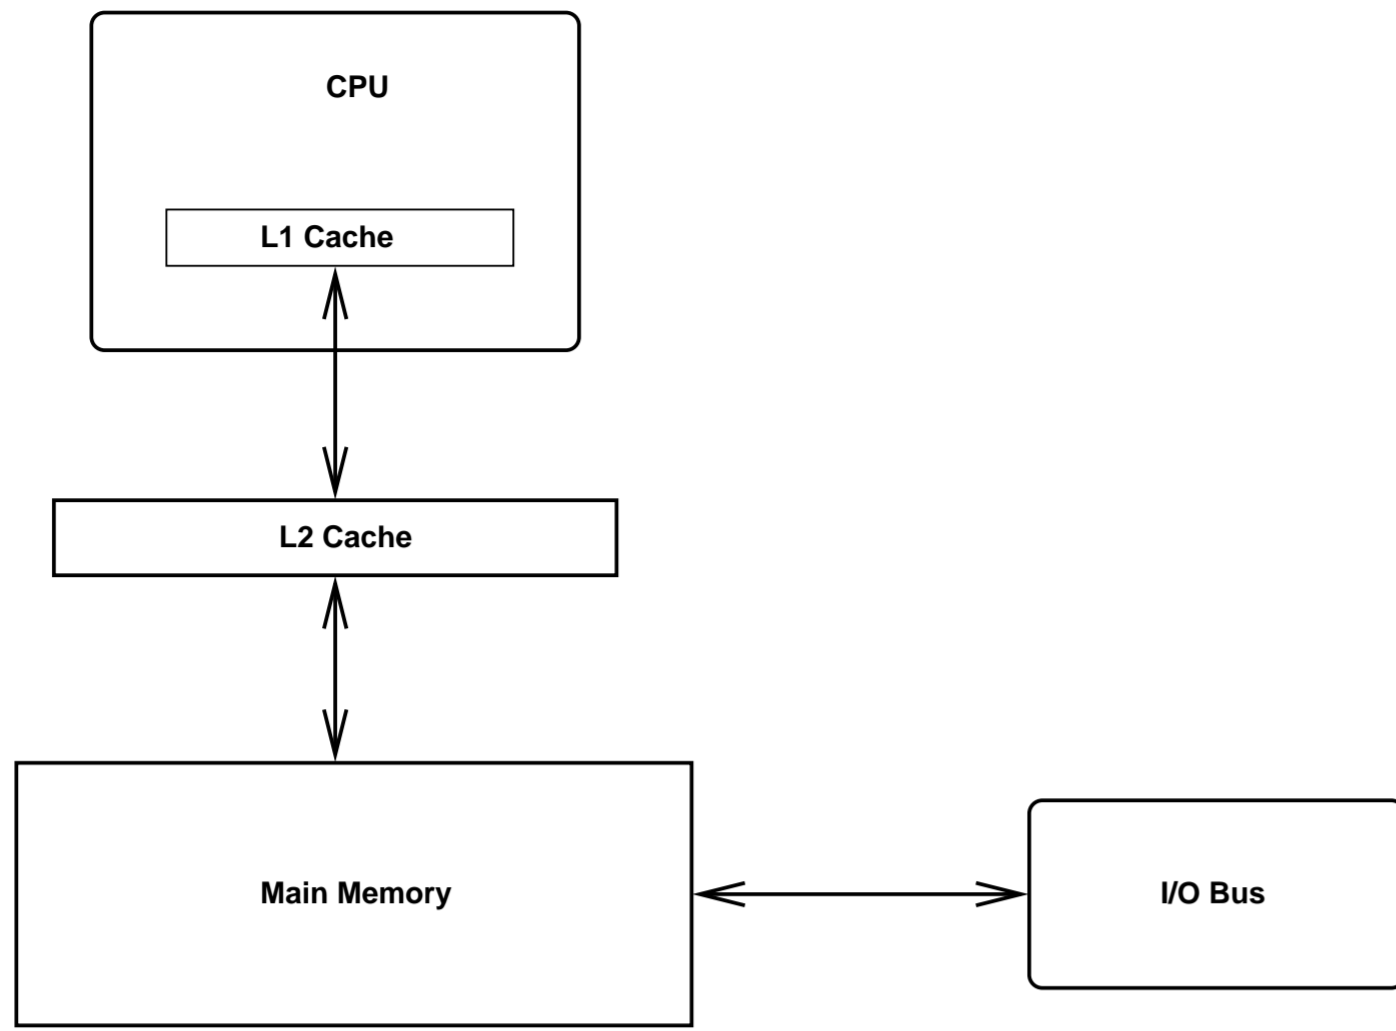 CPU
L1 Cache
L2 Cache
Main Memory
I/O Bus